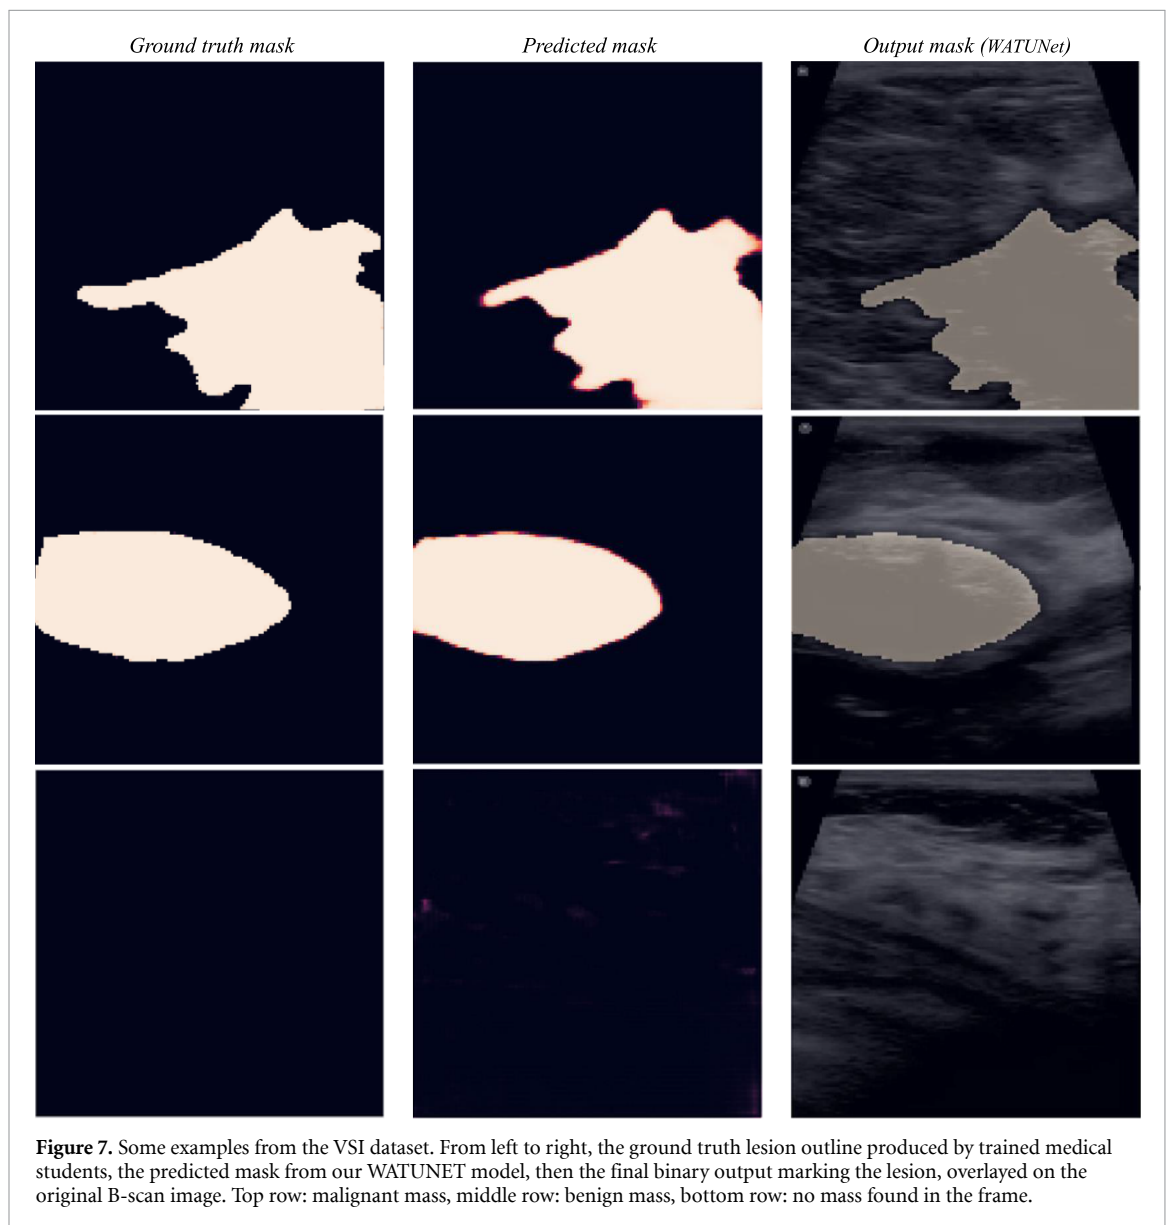 Ground truth mask
Predicted mask
Output mask (WATUNet)
Figure 7. Some examples from the VSI dataset. From left to right, the ground truth lesion outline produced by trained medical
students, the predicted mask from our WATUNET model, then the final binary output marking the lesion, overlayed on the
original B-scan image. Top row: malignant mass, middle row: benign mass, bottom row: no mass found in the frame.